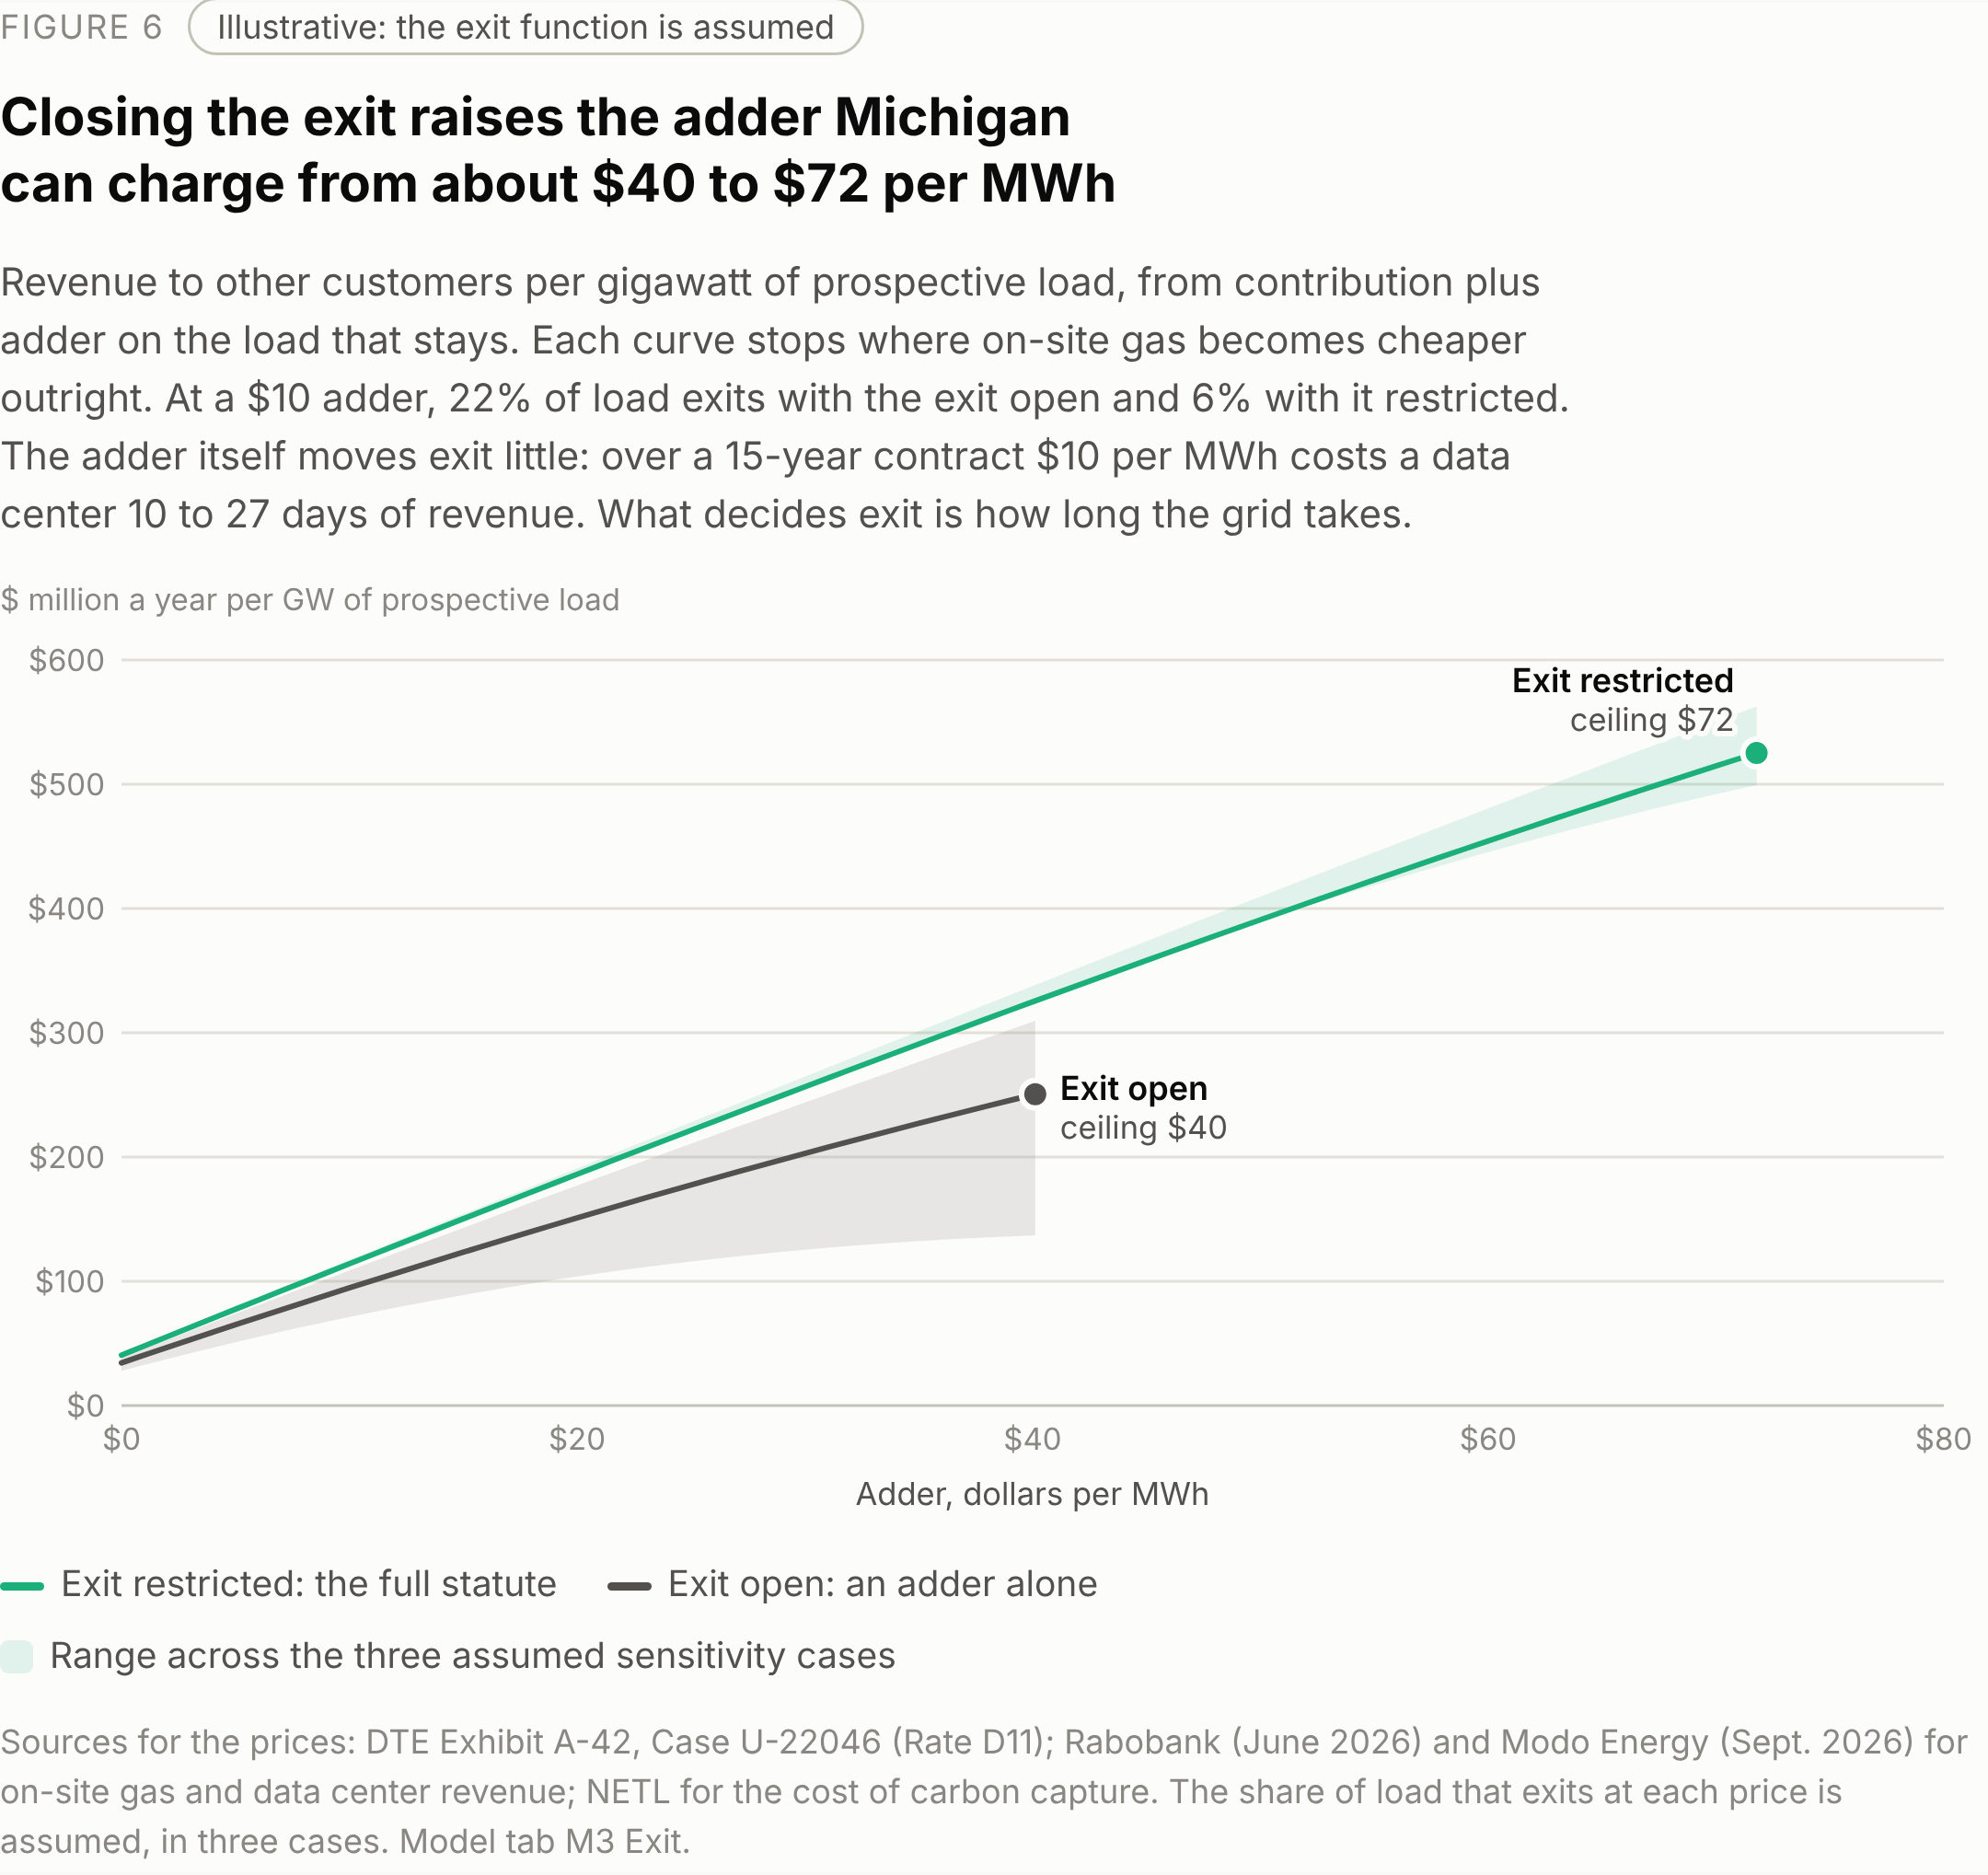 FIGURE 6
Illustrative: the exit function is assumed
Closing the exit raises the adder Michigan
can charge from about $40 to $72 per MWh
Revenue to other customers per gigawatt of prospective load, from contribution plus
adder on the load that stays. Each curve stops where on-site gas becomes cheaper
outright. At a $10 adder, 22% of load exits with the exit open and 6% with it restricted.
The adder itself moves exit little: over a 15-year contract $10 per MWh costs a data
center 10 to 27 days of revenue. What decides exit is how long the grid takes.
$ million a year per GW of prospective load
$600
Exit restricted
ceiling $72
$500
$400
$300
Exit open
ceiling $40
$200
$100
$0
$0
$20
$40
$60
$80
Adder, dollars per MWh
Exit restricted: the full statute
Exit open: an adder alone
Range across the three assumed sensitivity cases
Sources for the prices: DTE Exhibit A-42, Case U-22046 (Rate D11); Rabobank (June 2026) and Modo Energy (Sept. 2026) for
on-site gas and data center revenue; NETL for the cost of carbon capture. The share of load that exits at each price is
assumed, in three cases. Model tab M3 Exit.